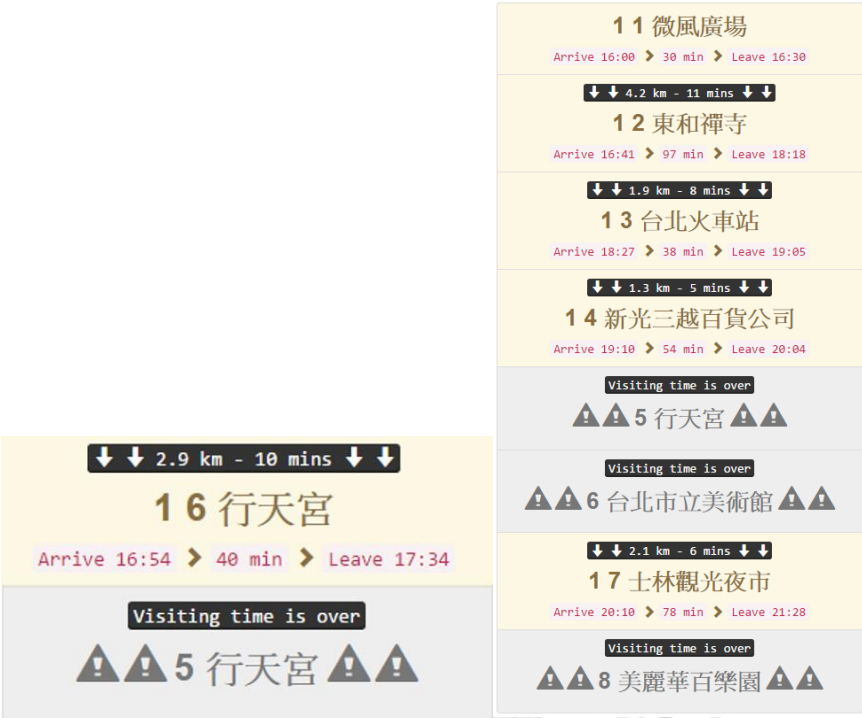 1 1 微風廣場
Arrive 16:00 30 min Leave 16:30
4.2 km - 11 mins
1 2 東和禪寺
Arrive 16:41 97 min Leave 18:18
1.9 km - 8 mins
1 3 台北火車站
Arrive 18:27 38 min Leave 19:05
1.3 km - 5 mins
1 4 新光三越百貨公司
Arrive 19:10 54 min Leave 20:04
Visiting time is over
5 行天宮
Visiting time is over
6 台北市立美術館
2.1 km - 6 mins
1 7 士林觀光夜市
Arrive 20:10 78 min Leave 21:28
Visiting time is over
8 美麗華百樂園
2.9 km - 10 mins
1 6 行天宮
Arrive 16:54 40 min Leave 17:34
Visiting time is over
5 行天宮